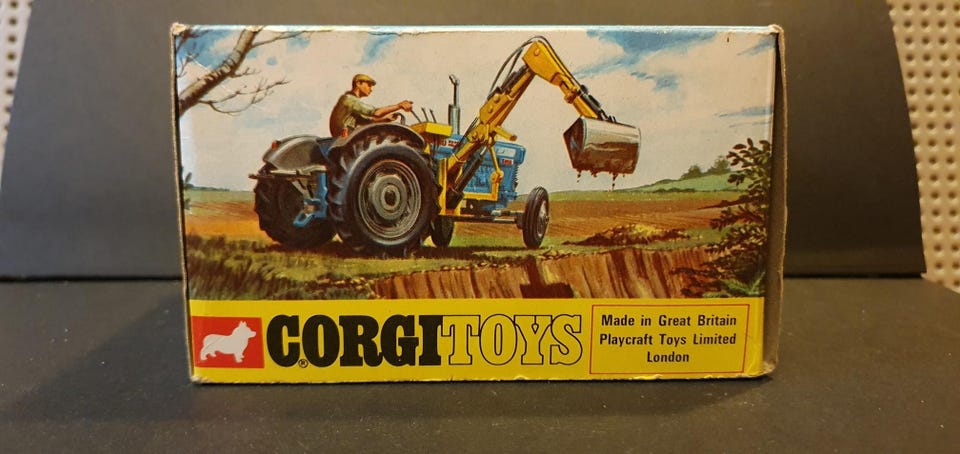 CORGI TOYS
®
Made in Great Britain
Playcraft Toys Limited
London